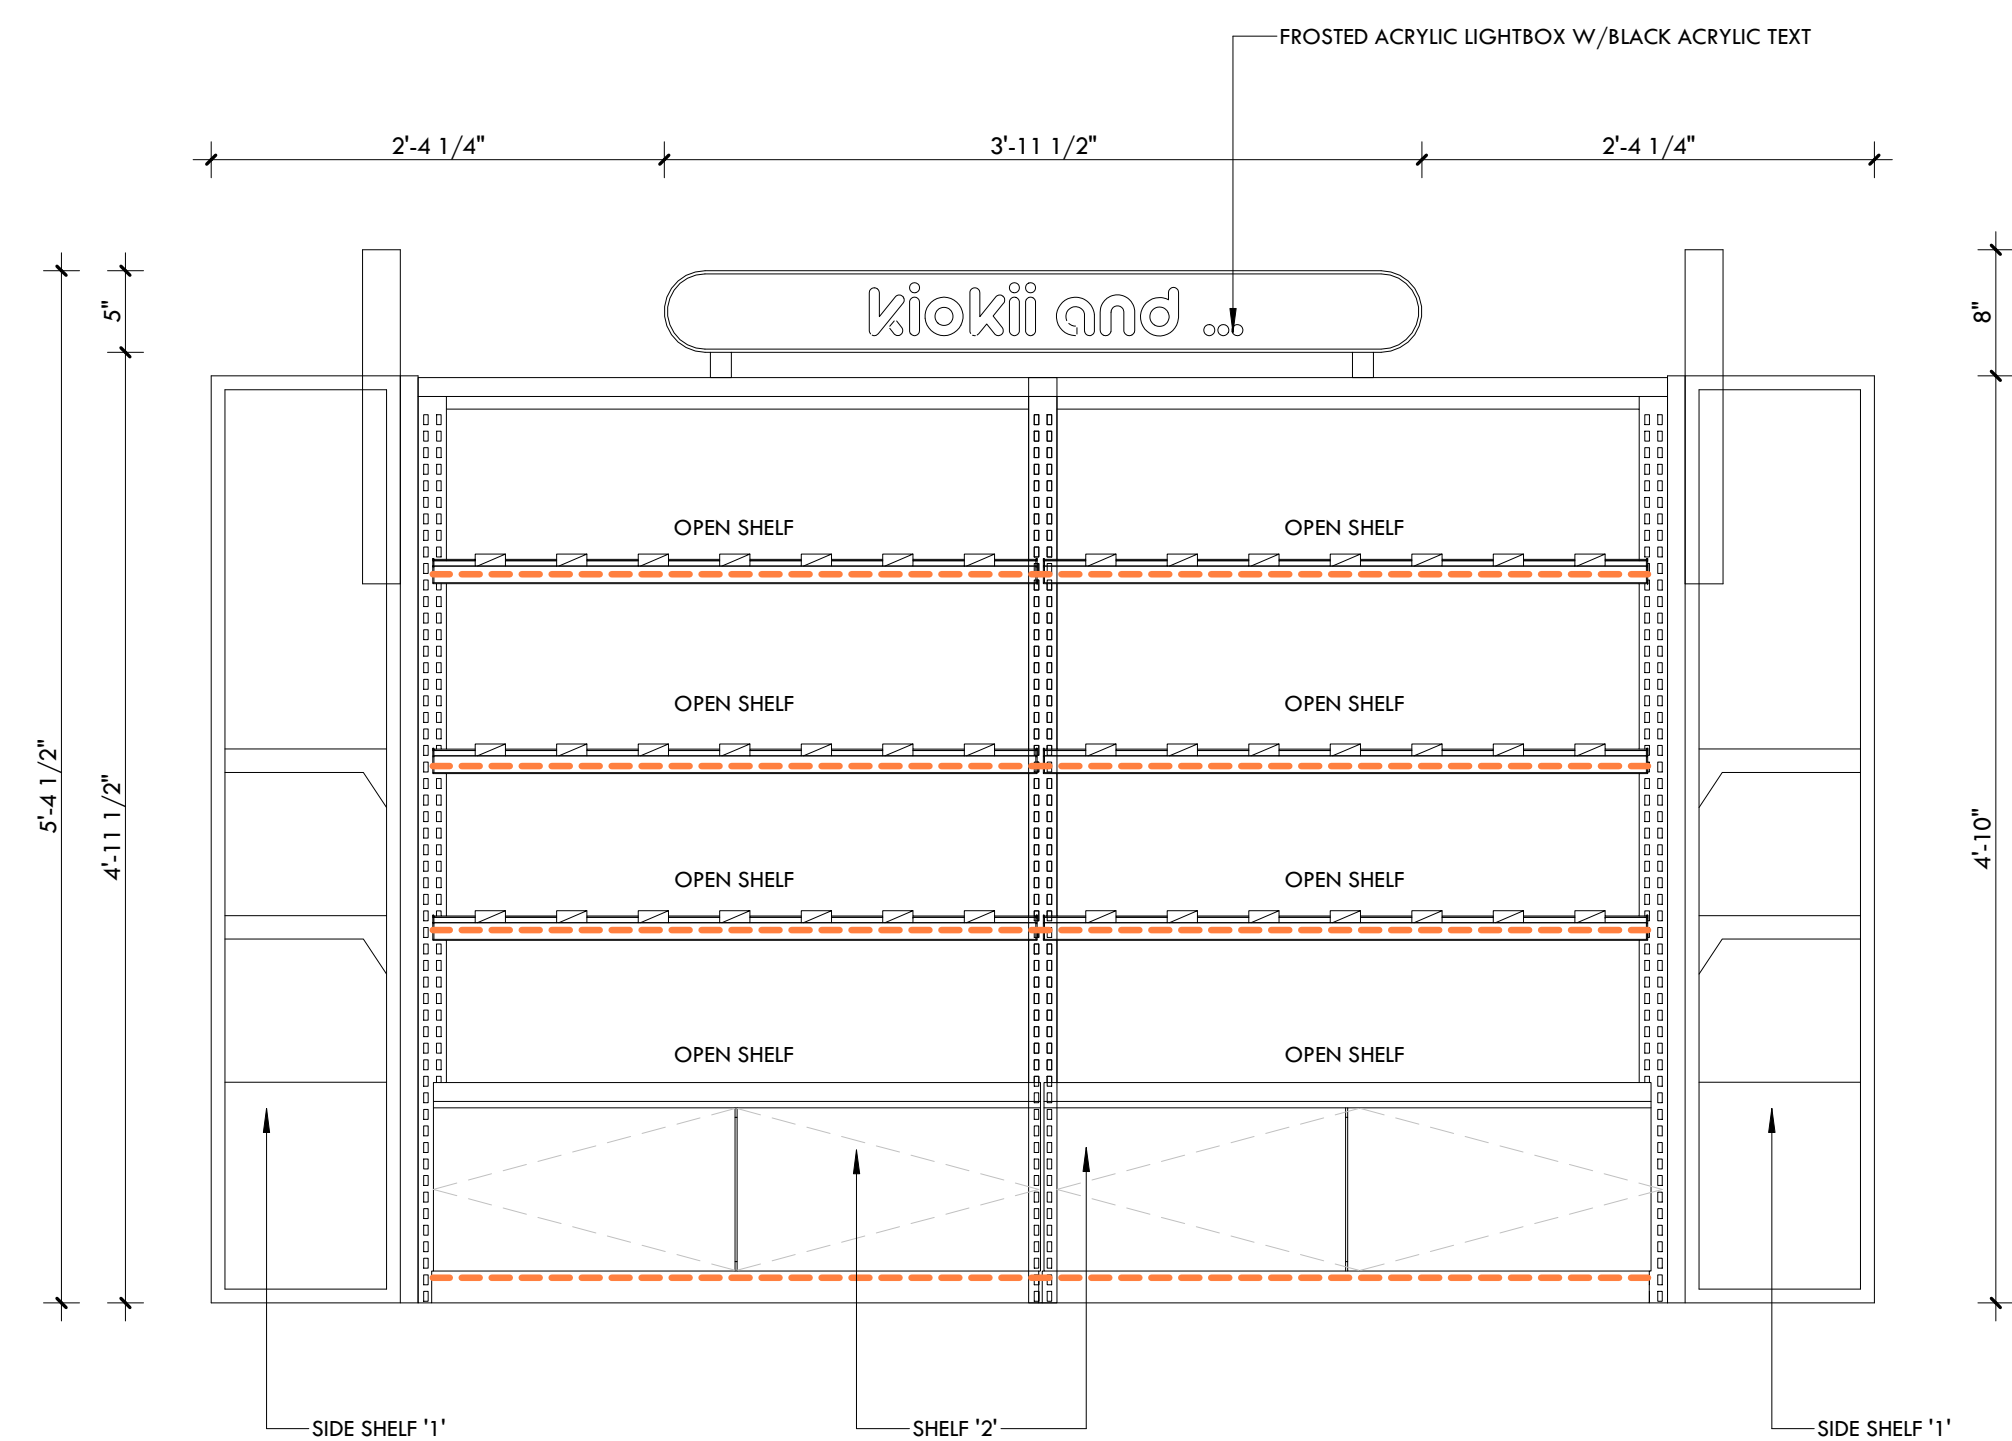 FROSTED ACRYLIC LIGHTBOX W/BLACK ACRYLIC TEXT
2'-4 1/4"
3'-11 1/2"
2'-4 1/4"
5"
8"
kiokii and ...
OPEN SHELF
OPEN SHELF
OPEN SHELF
OPEN SHELF
5'-4 1/2"
4'-11 1/2"
4'-10"
OPEN SHELF
OPEN SHELF
OPEN SHELF
OPEN SHELF
SIDE SHELF '1'
SHELF '2'
SIDE SHELF '1'